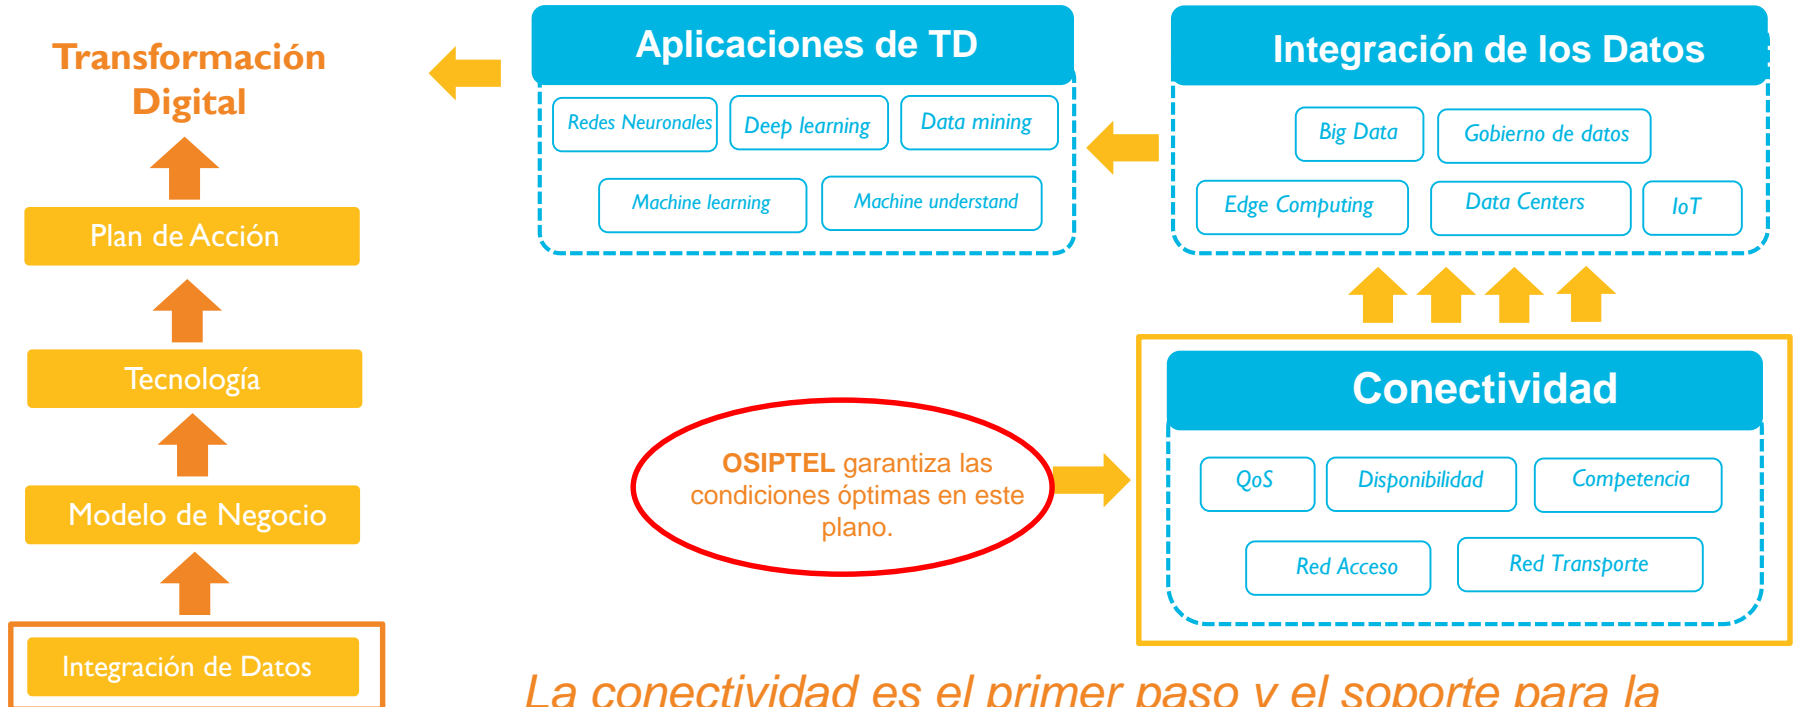 Transformación
Digital
Plan de Acción
Tecnología
Modelo de Negocio
Integración de Datos
Aplicaciones de TD
Redes Neuronales
Deep learning
Data mining
Machine learning
Machine understand
Integración de los Datos
Big Data
Gobierno de datos
Edge Computing
Data Centers
IoT
OSIPTEL garantiza las
condiciones óptimas en este
plano.
Conectividad
QoS
Disponibilidad
Competencia
Red Acceso
Red Transporte
La conectividad es el primer paso y el soporte para la